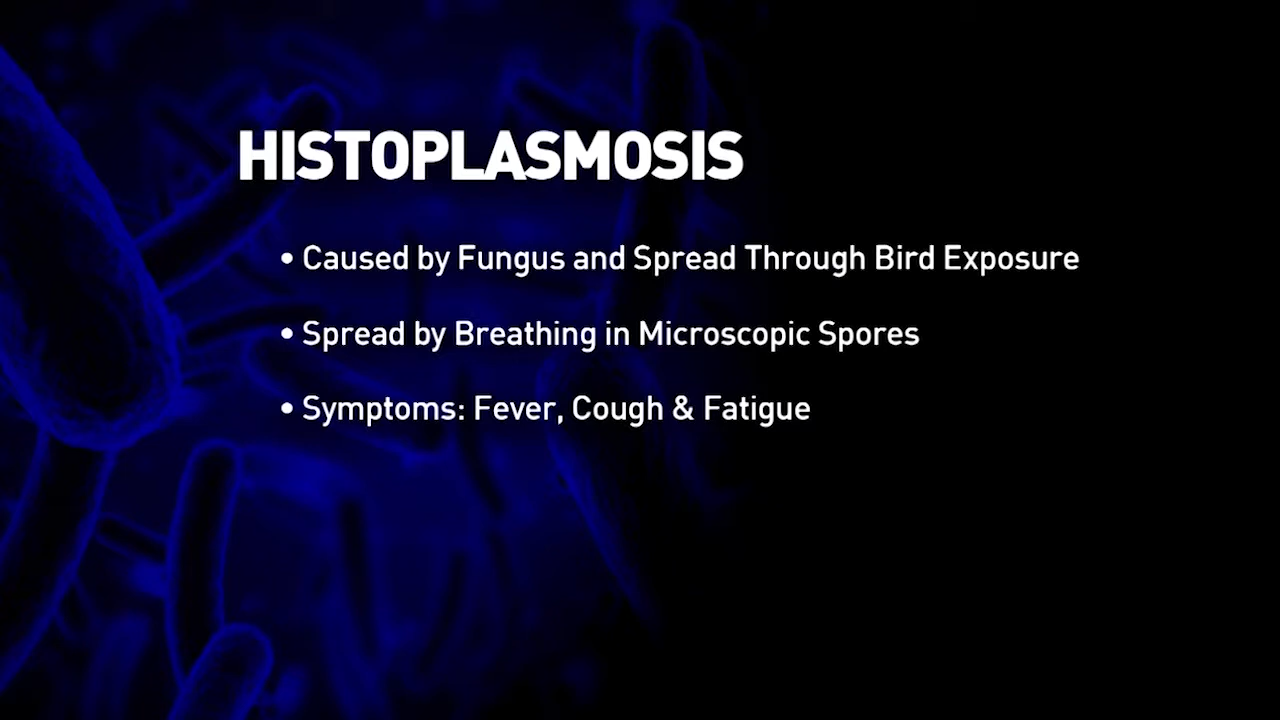 HISTOPLASMOSIS
• Caused by Fungus and Spread Through Bird Exposure
• Spread by Breathing in Microscopic Spores
• Symptoms: Fever, Cough & Fatigue